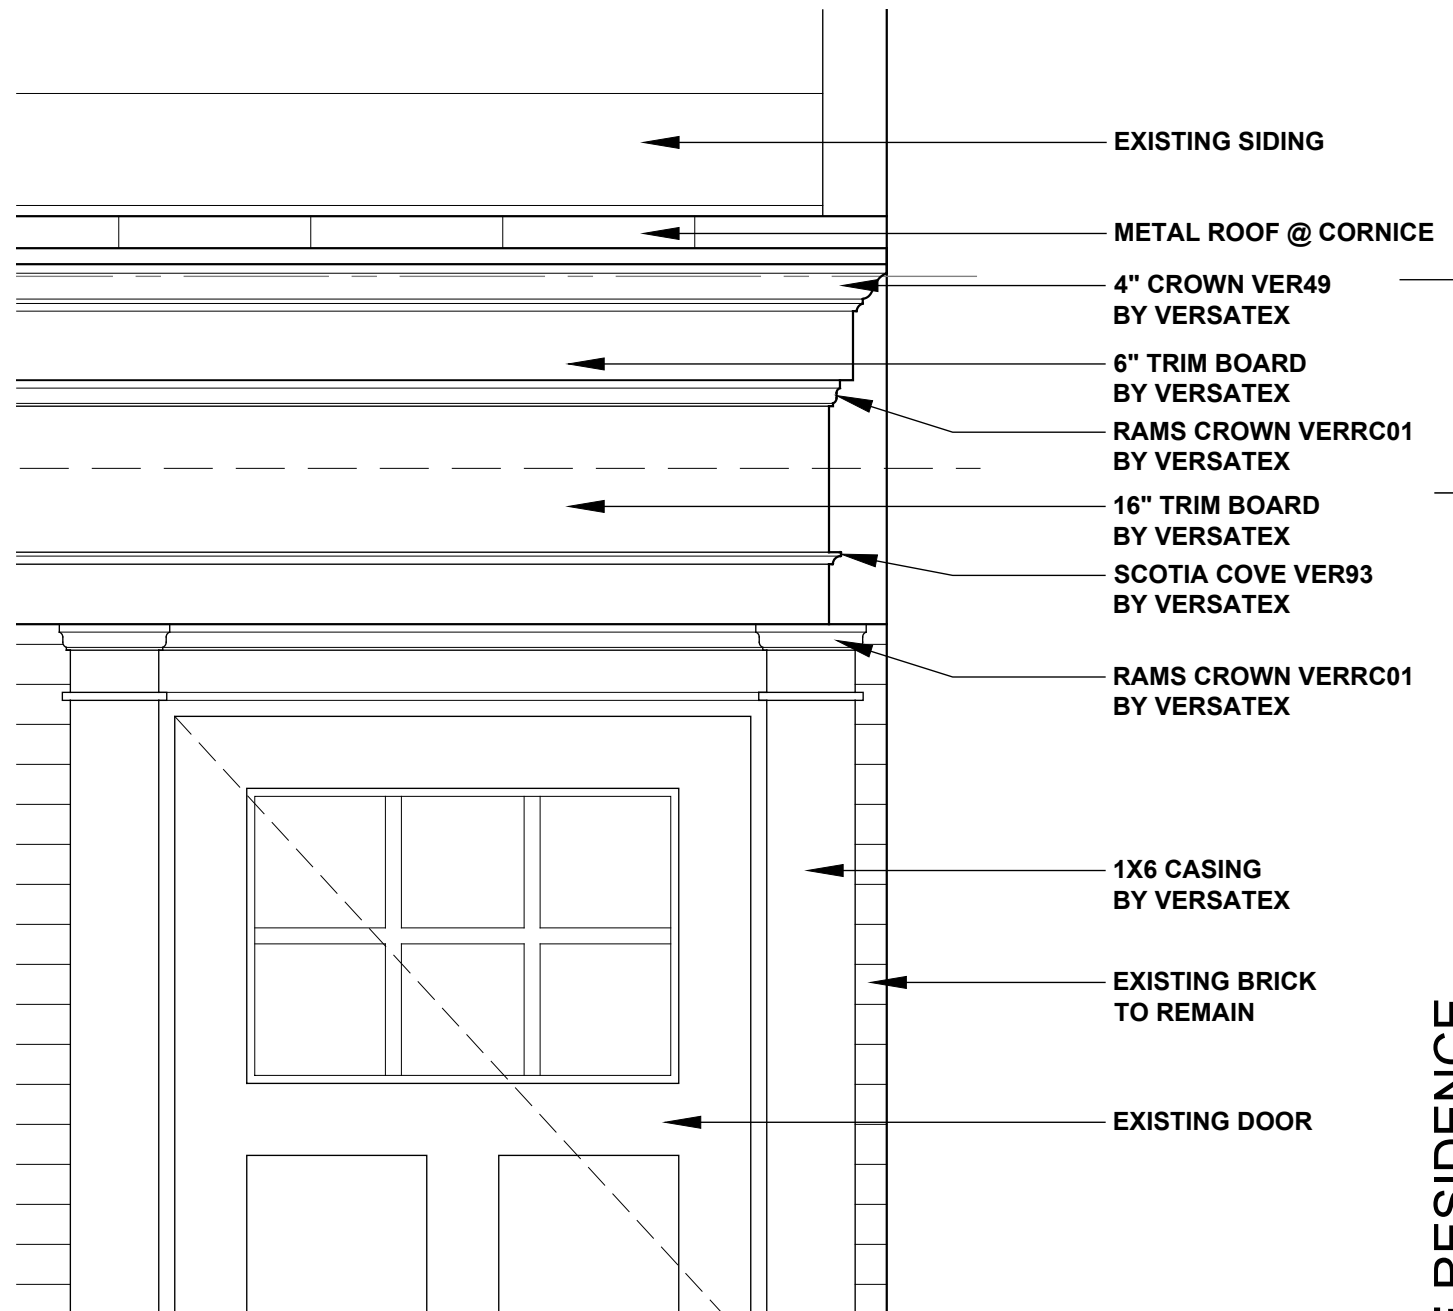 EXISTING SIDING
METAL ROOF @ CORNICE
4" CROWN VER49
BY VERSATEX
6" TRIM BOARD
BY VERSATEX
RAMS CROWN VERRC01
BY VERSATEX
16" TRIM BOARD
BY VERSATEX
SCOTIA COVE VER93
BY VERSATEX
RAMS CROWN VERRC01
BY VERSATEX
1X6 CASING
BY VERSATEX
EXISTING BRICK
TO REMAIN
EXISTING DOOR
RESIDENCE